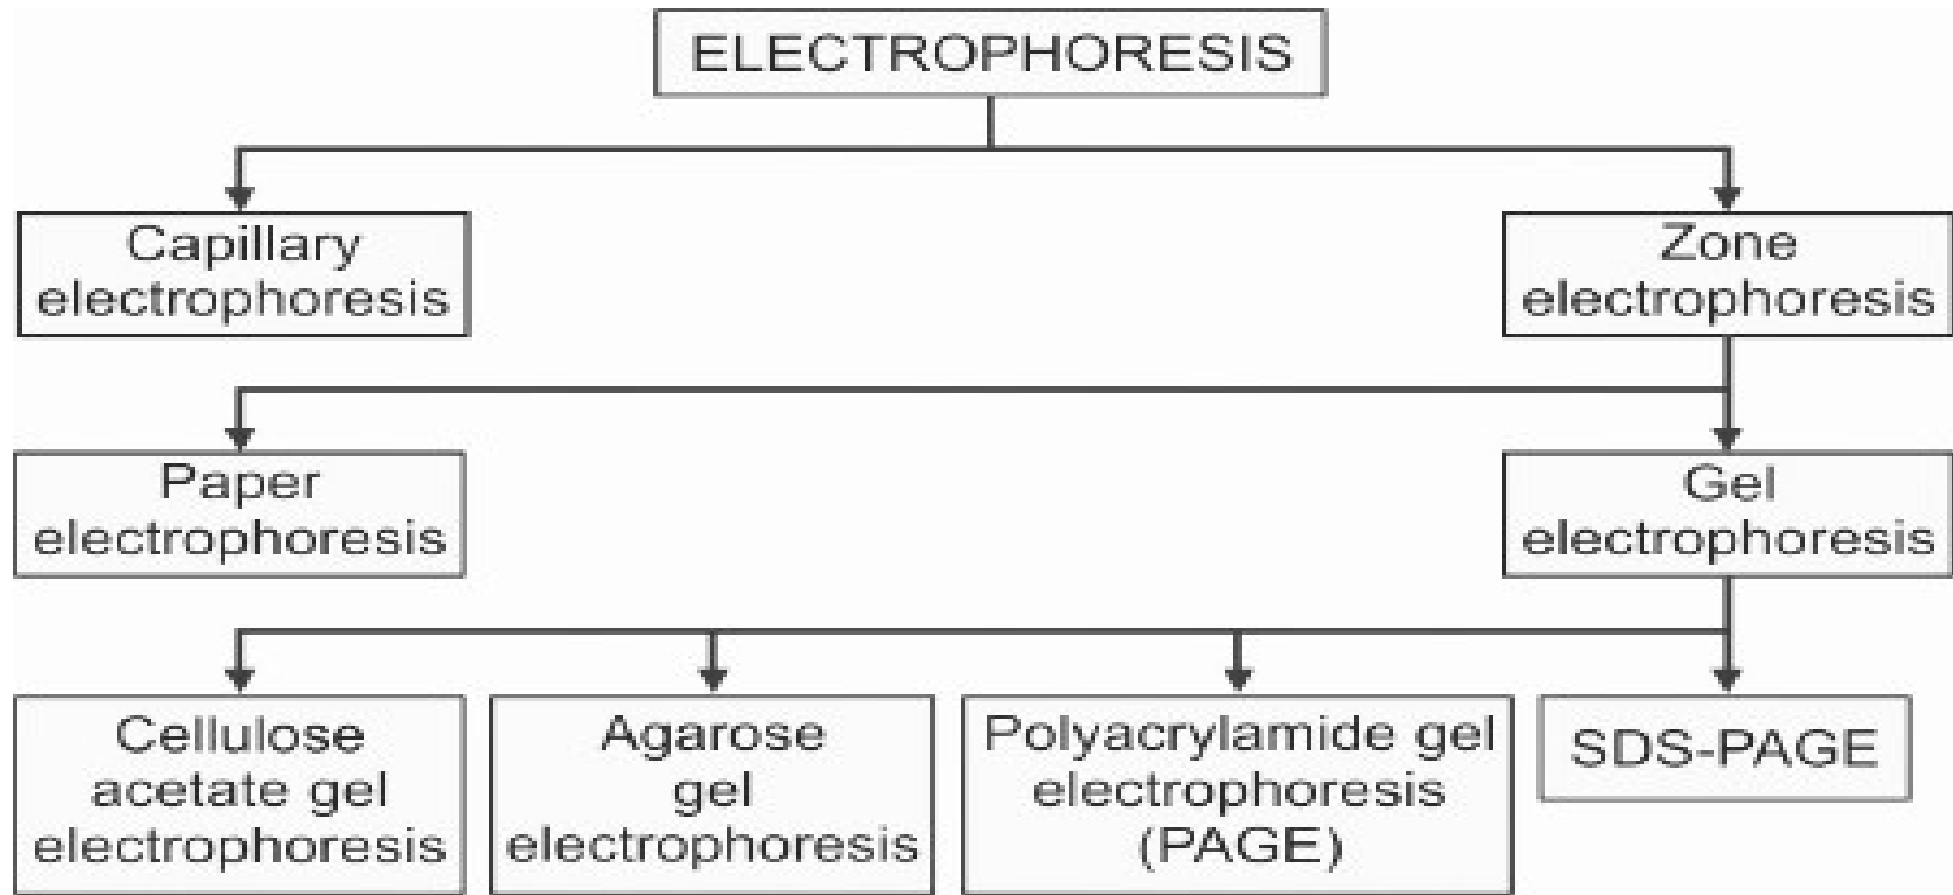 ELECTROPHORESIS
Capillary
electrophoresis
Zone
electrophoresis
Paper
electrophoresis
Gel
electrophoresis
Cellulose
acetate gel
electrophoresis
Agarose
gel
electrophoresis
Polyacrylamide gel
electrophoresis
(PAGE)
SDS-PAGE